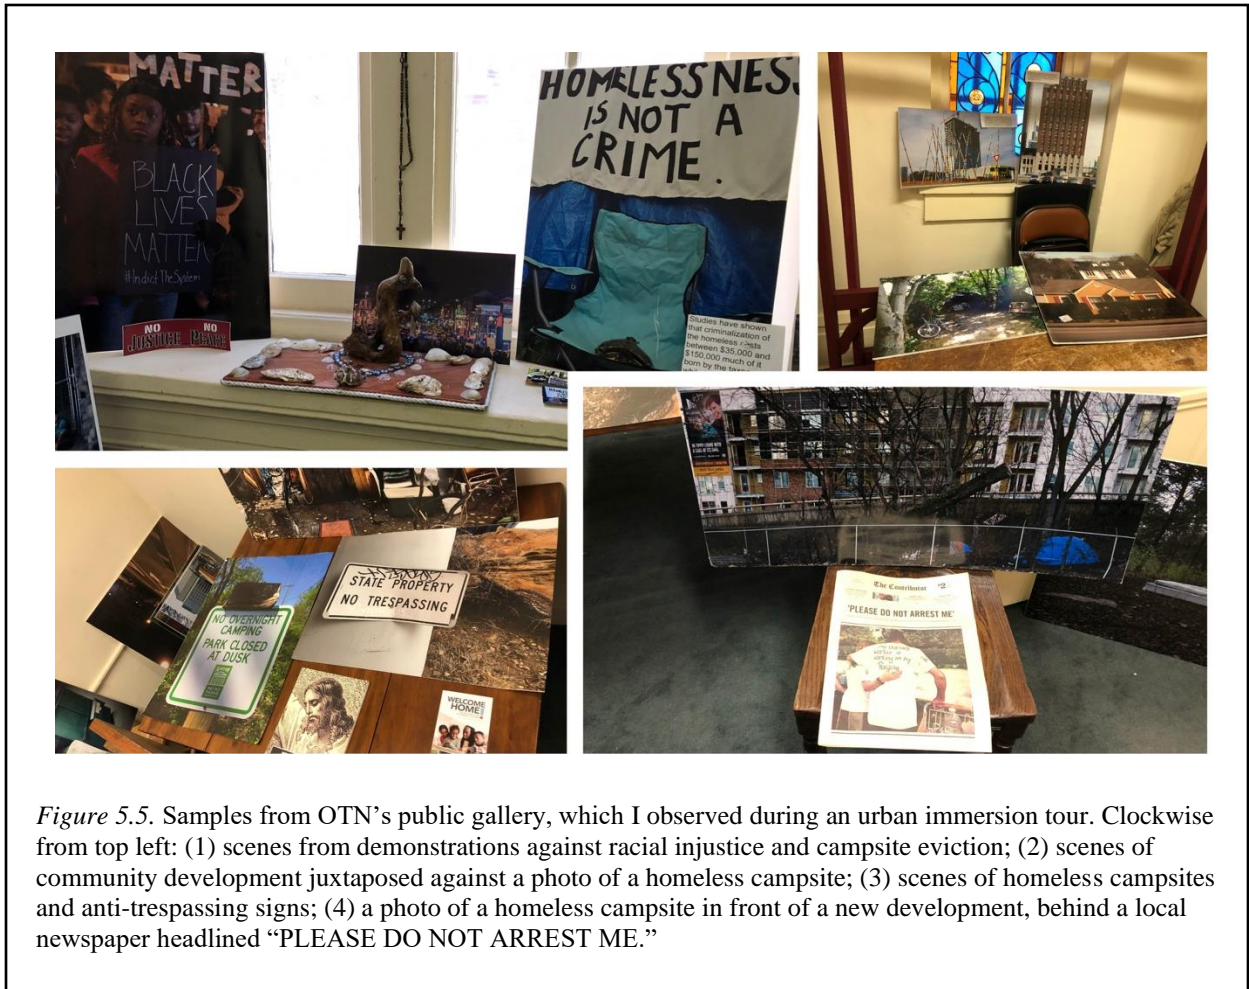 MATTER
BLACK
LIVES
MATTER
#IndictTheSystem
NO NO
JUSTICE PEACE
HOMELESSNES
IS NOT A
CRIME.
Studies have shown
that criminalization of
the homeless costs
between $35,000 and
$150,000 much of it
born by the
NO OVERNIGHT
CAMPING
PARK CLOSED
AT DUSK
STATE PROPERTY
NO TRESPASSING
WELCOME
HOME
The Contributor $2
'PLEASE DO NOT ARREST ME'
Figure 5.5. Samples from OTN's public gallery, which I observed during an urban immersion tour. Clockwise
from top left: (1) scenes from demonstrations against racial injustice and campsite eviction; (2) scenes of
community development juxtaposed against a photo of a homeless campsite; (3) scenes of homeless campsites
and anti-trespassing signs; (4) a photo of a homeless campsite in front of a new development, behind a local
newspaper headlined “PLEASE DO NOT ARREST ME.”